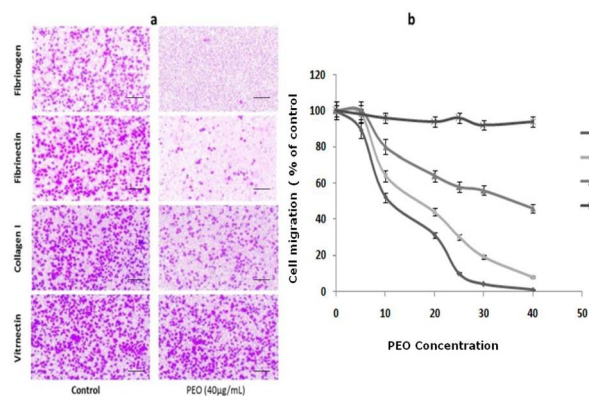 a
b
Fibrinogen
Fibrinectin
Collagen I
Vitrnectin
Control
PEO (40µg/mL)
Cell migration ( % of control
120
100
80
60
40
20
0
0
10
20
30
40
50
PEO Concentration